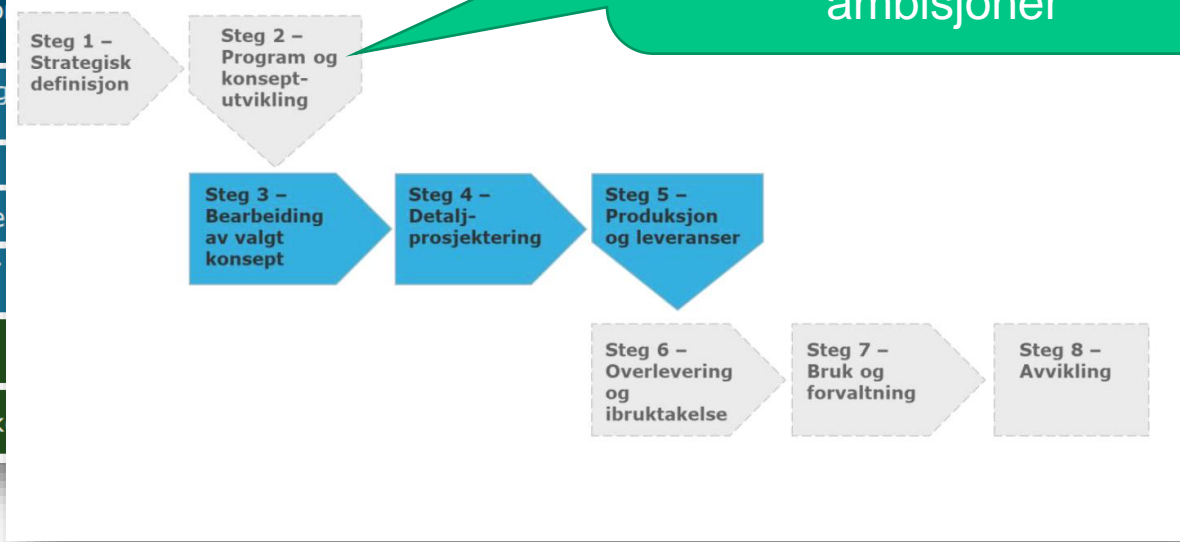 ambisjoner
Steg 1 –
Strategisk
definisjon
Steg 2 –
Program og
konsept-
utvikling
Steg 3 –
Bearbeiding
av valgt
konsept
Steg 4 –
Detalj-
prosjektering
Steg 5 –
Produksjon
og leveranser
Steg 6 –
Overlevering
og
ibruktakelse
Steg 7 –
Bruk og
forvaltning
Steg 8 –
Avvikling